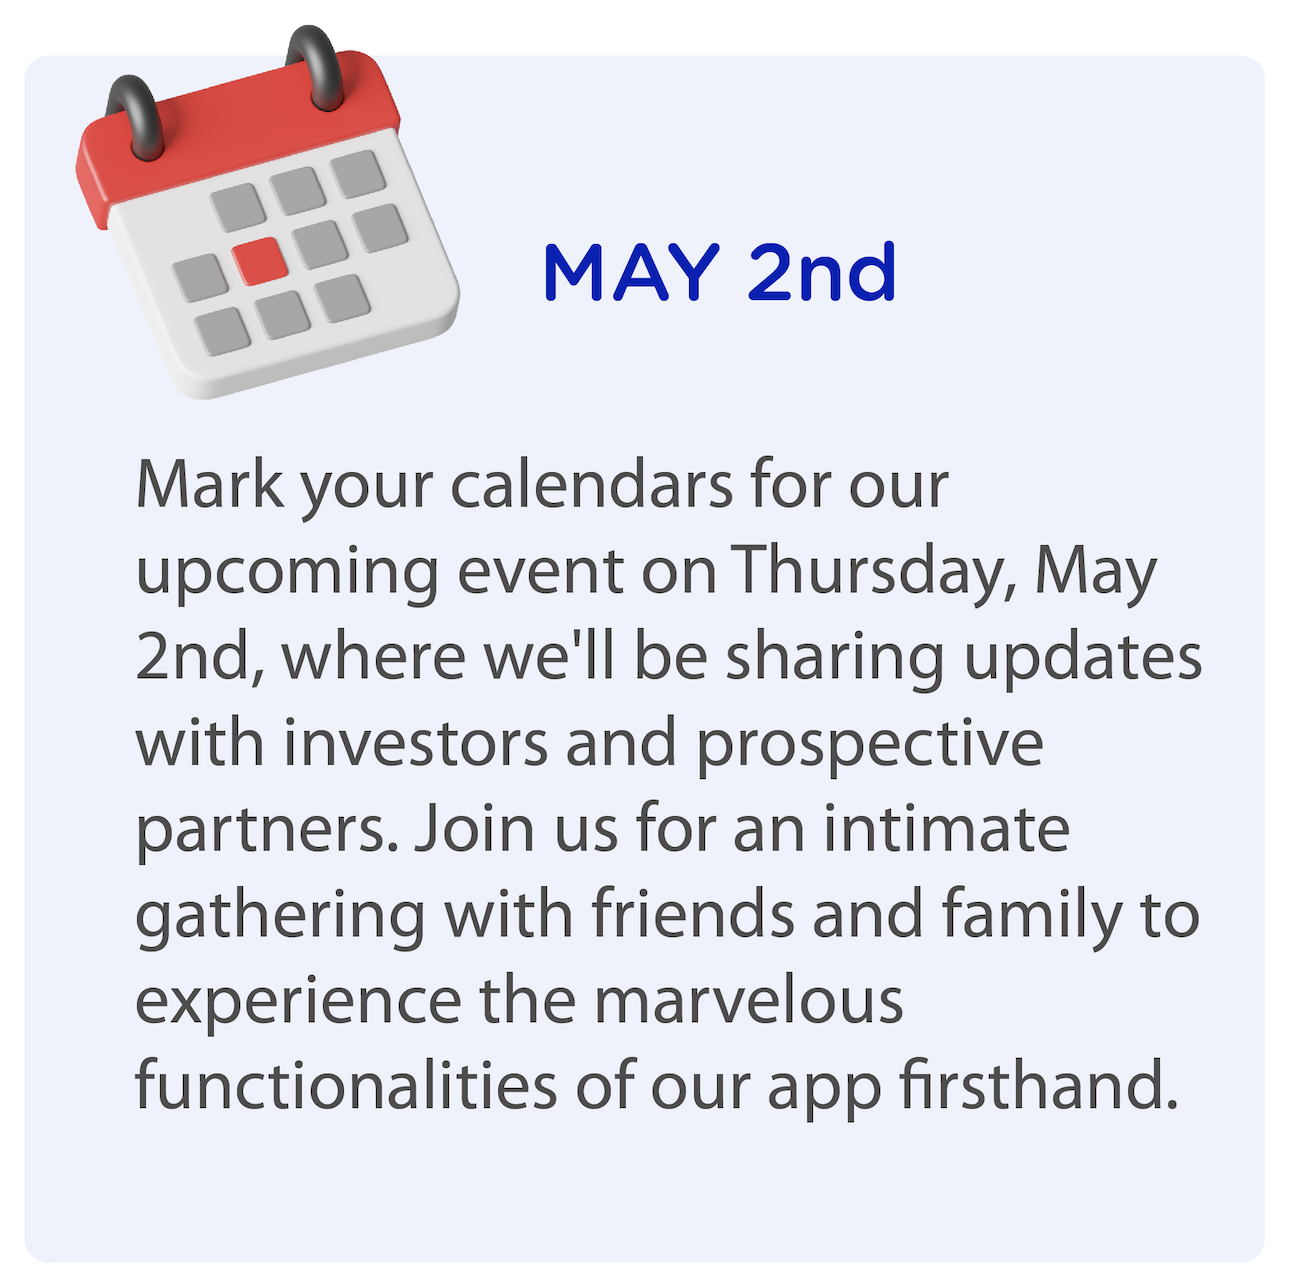 MAY 2nd
Mark your calendars for our
upcoming event on Thursday, May
2nd, where we'll be sharing updates
with investors and prospective
partners. Join us for an intimate
gathering with friends and family to
experience the marvelous
functionalities of our app firsthand.